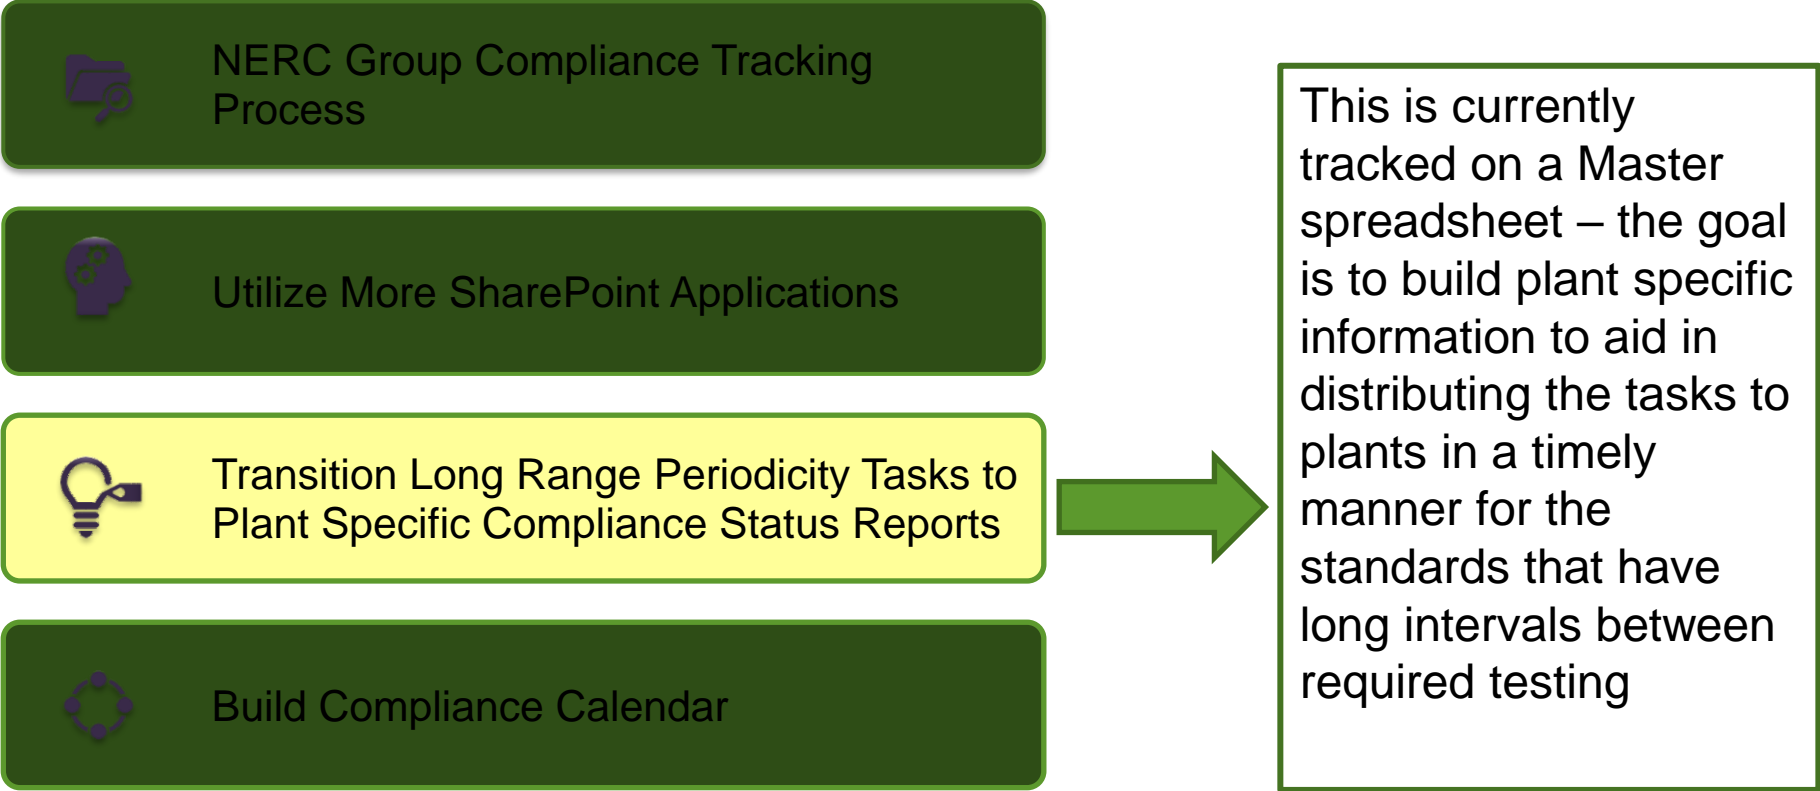 NERC Group Compliance Tracking
Process
Utilize More SharePoint Applications
Transition Long Range Periodicity Tasks to
Plant Specific Compliance Status Reports
Build Compliance Calendar
This is currently
tracked on a Master
spreadsheet – the goal
is to build plant specific
information to aid in
distributing the tasks to
plants in a timely
manner for the
standards that have
long intervals between
required testing